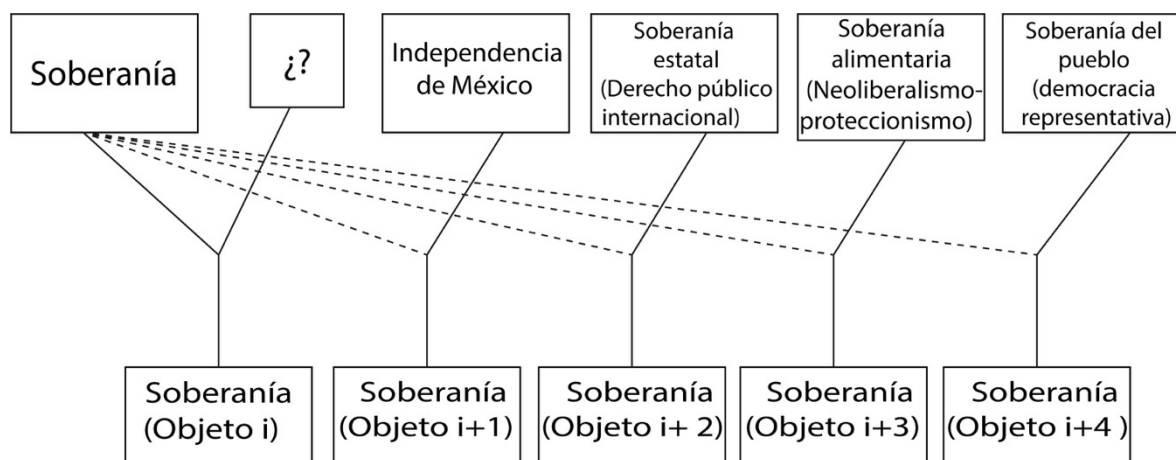 Soberanía
¿?
Independencia
de México
Soberanía
estatal
(Derecho público
internacional)
Soberanía
alimentaria
(Neoliberalismo-
proteccionismo)
Soberanía del
pueblo
(democracia
representativa)
Soberanía
(Objeto i)
Soberanía
(Objeto i+1)
Soberanía
(Objeto i+ 2)
Soberanía
(Objeto i+3)
Soberanía
(Objeto i+4 )